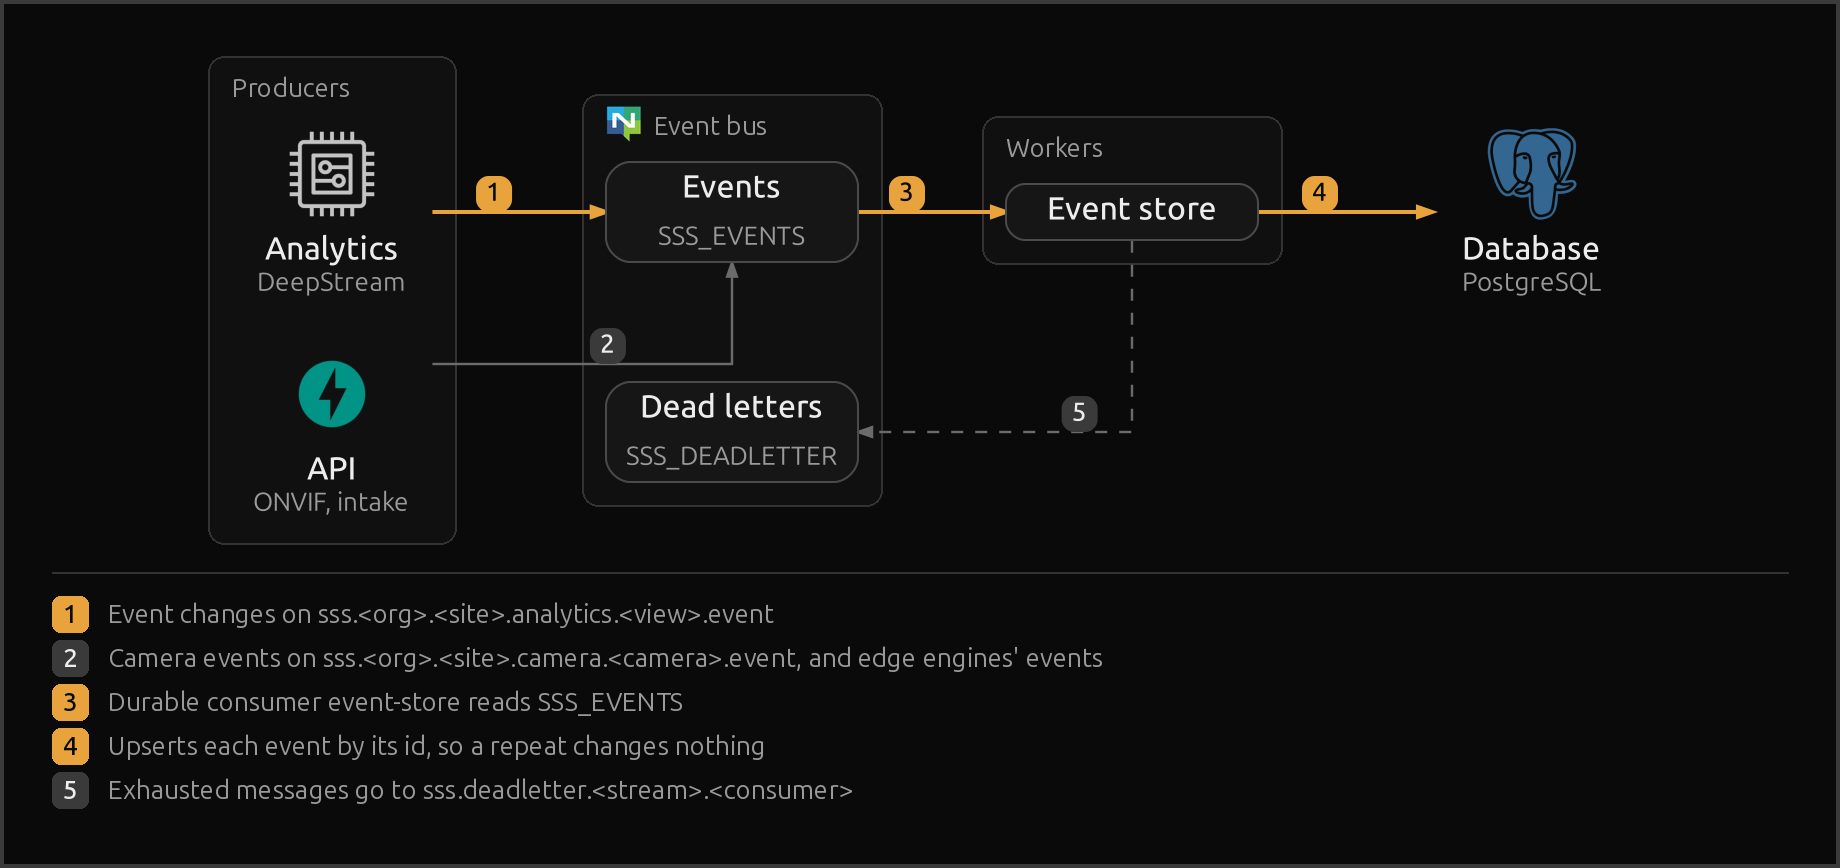 Producers
Analytics
DeepStream
API
ONVIF, intake
Event bus
Events
SSS_EVENTS
Dead letters
SSS_DEADLETTER
Workers
Event store
Database
PostgreSQL
1
2
3
4
5
1 Event changes on sss.<org>.<site>.analytics.<view>.event
2 Camera events on sss.<org>.<site>.camera.<camera>.event, and edge engines' events
3 Durable consumer event-store reads SSS_EVENTS
4 Upserts each event by its id, so a repeat changes nothing
5 Exhausted messages go to sss.deadletter.<stream>.<consumer>